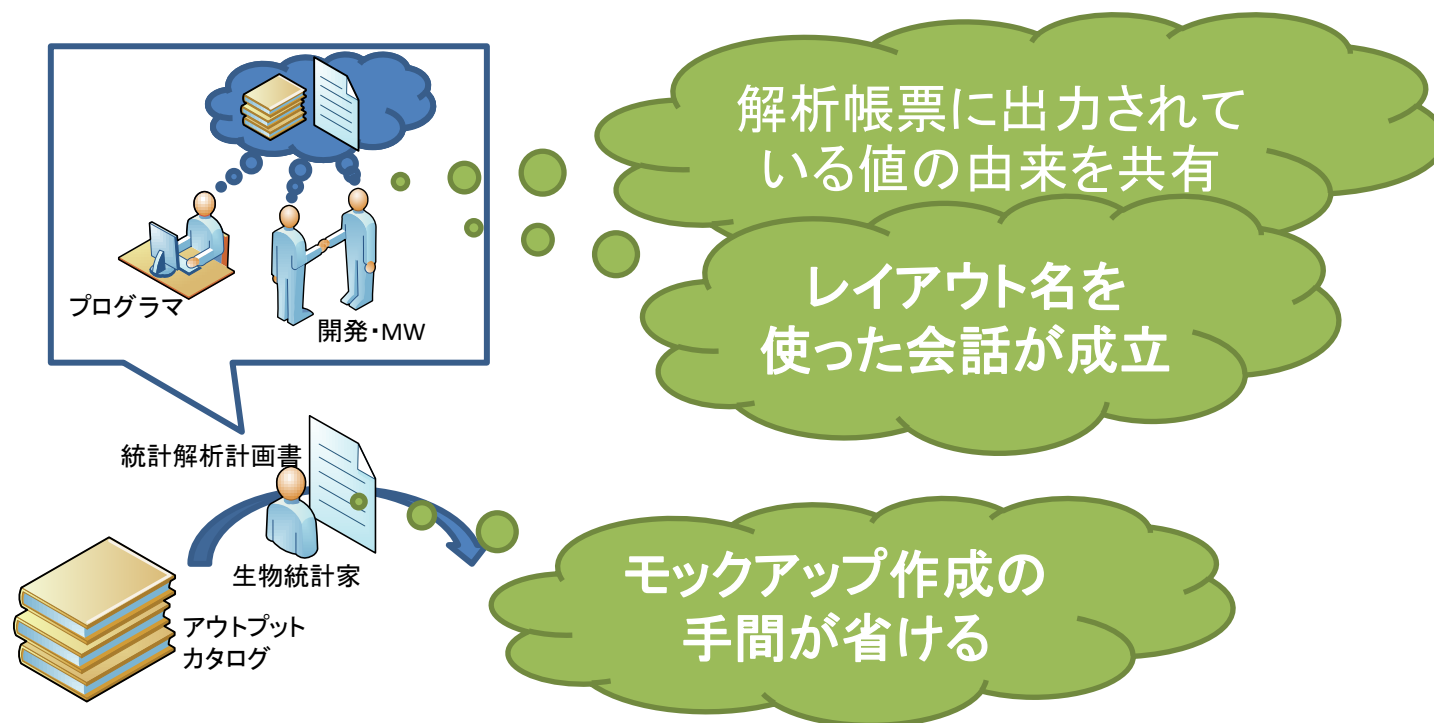 解析帳票に出力されて
いる値の由来を共有
レイアウト名を
使った会話が成立
プログラマ
開発・MW
統計解析計画書
生物統計家
アウトプット
カタログ
モックアップ作成の
手間が省ける